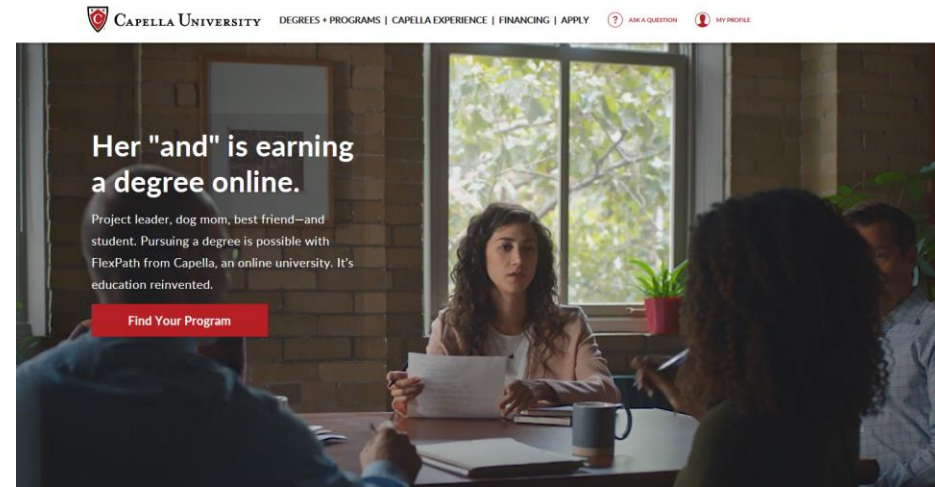 CAPELLA UNIVERSITY
DEGREES + PROGRAMS | CAPELLA EXPERIENCE | FINANCING | APPLY
? ASK A QUESTION
MY PROFILE
Her "and" is earning
a degree online.
Project leader, dog mom, best friend—and
student. Pursuing a degree is possible with
FlexPath from Capella, an online university. It's
education reinvented.
Find Your Program